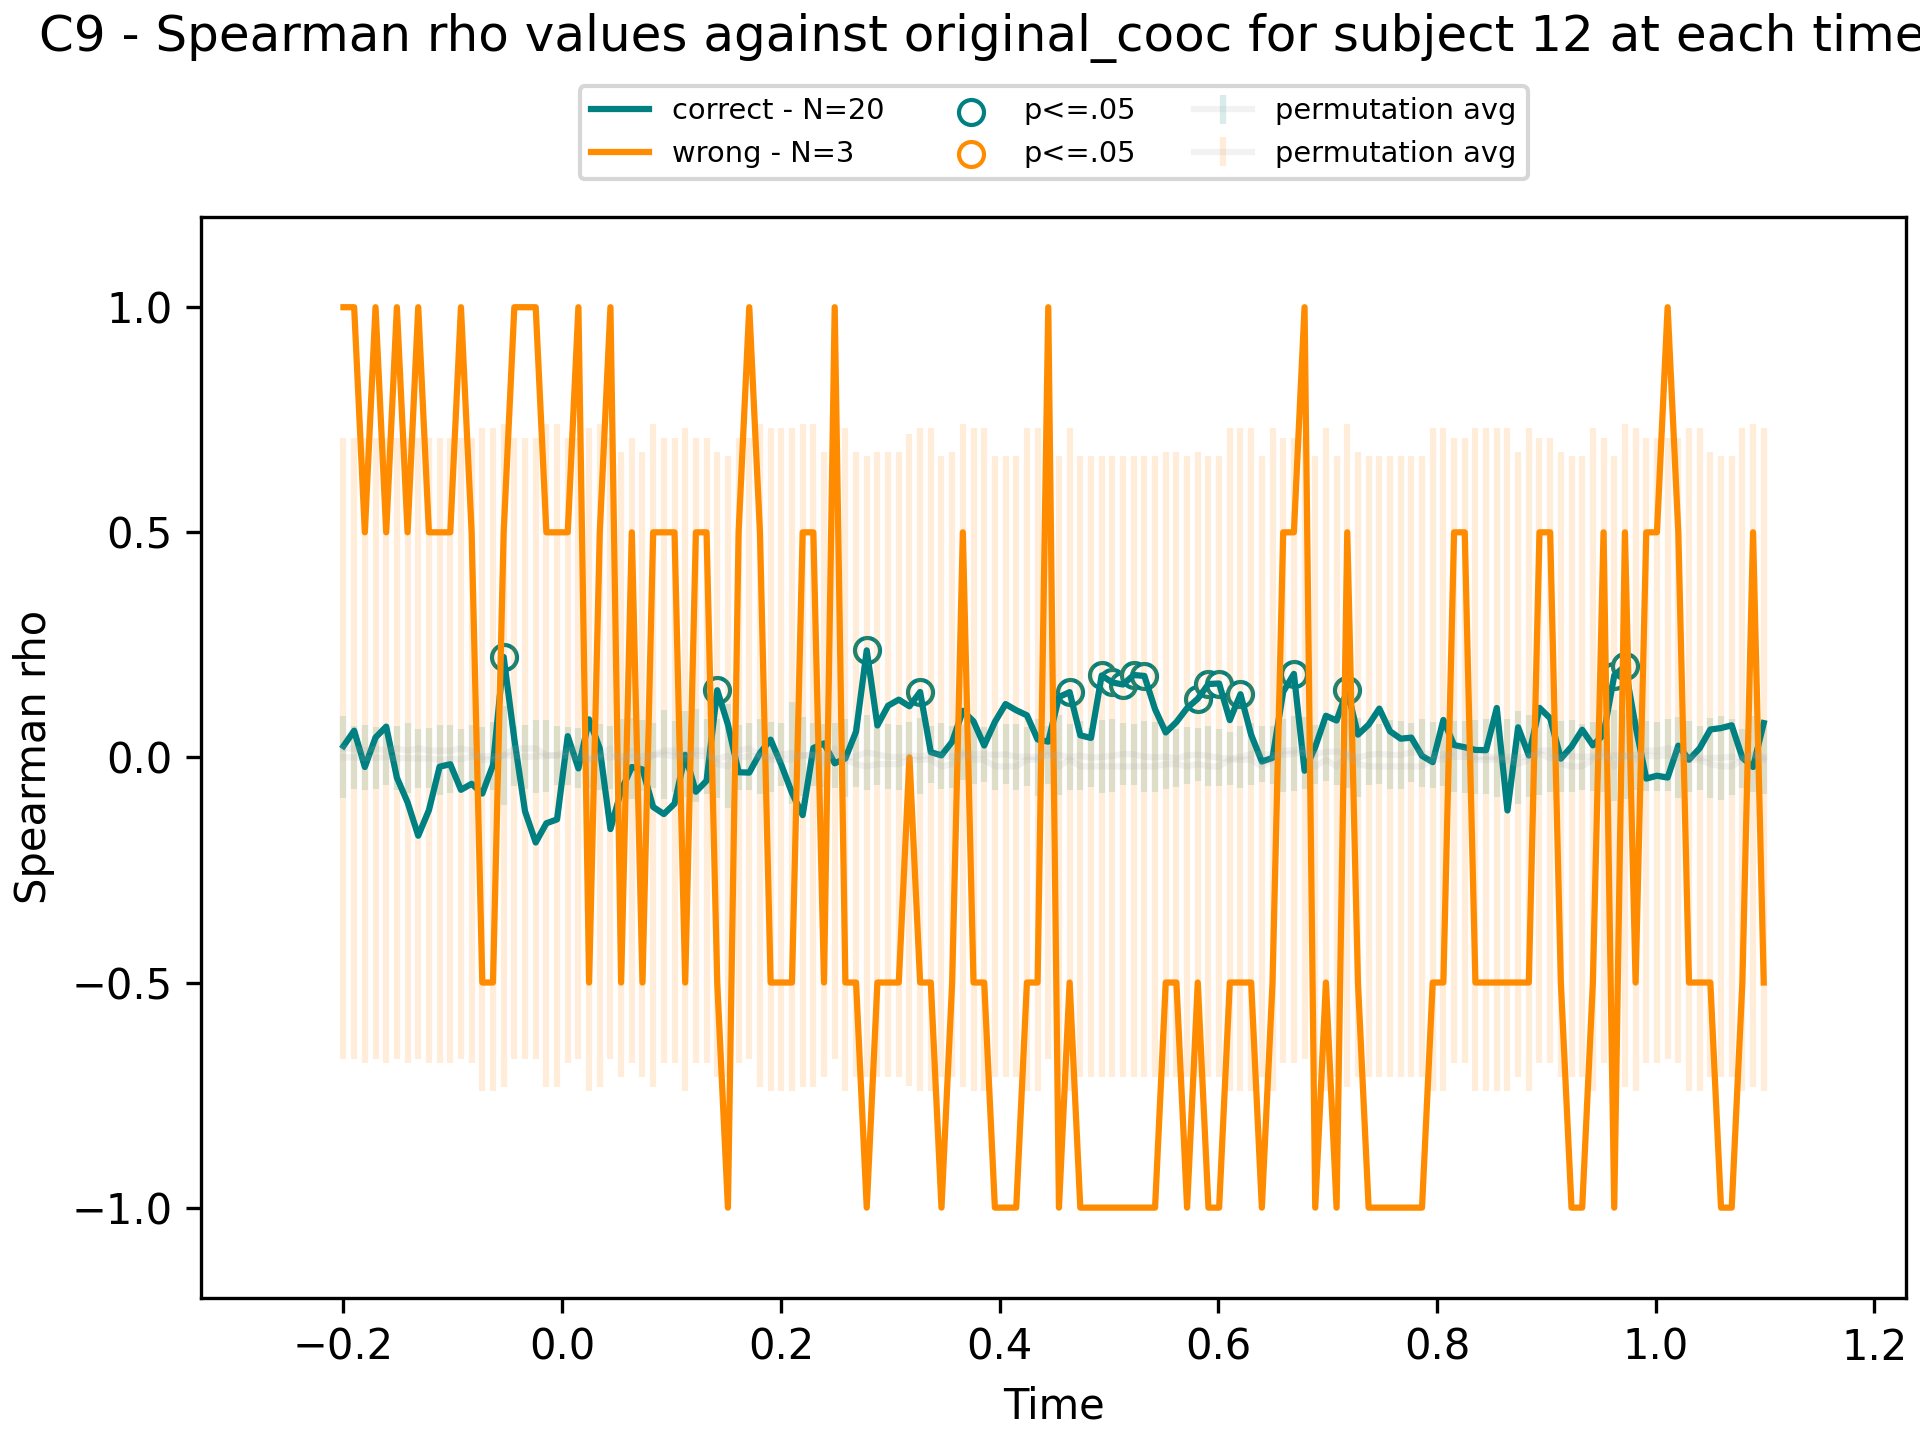 C9 - Spearman rho values against original_cooc for subject 12 at each time
correct - N=20
wrong - N=3
p<=.05
p<=.05
permutation avg
permutation avg
Spearman rho
1.0
0.5
0.0
−0.5
−1.0
−0.2
0.0
0.2
0.4
0.6
0.8
1.0
1.2
Time